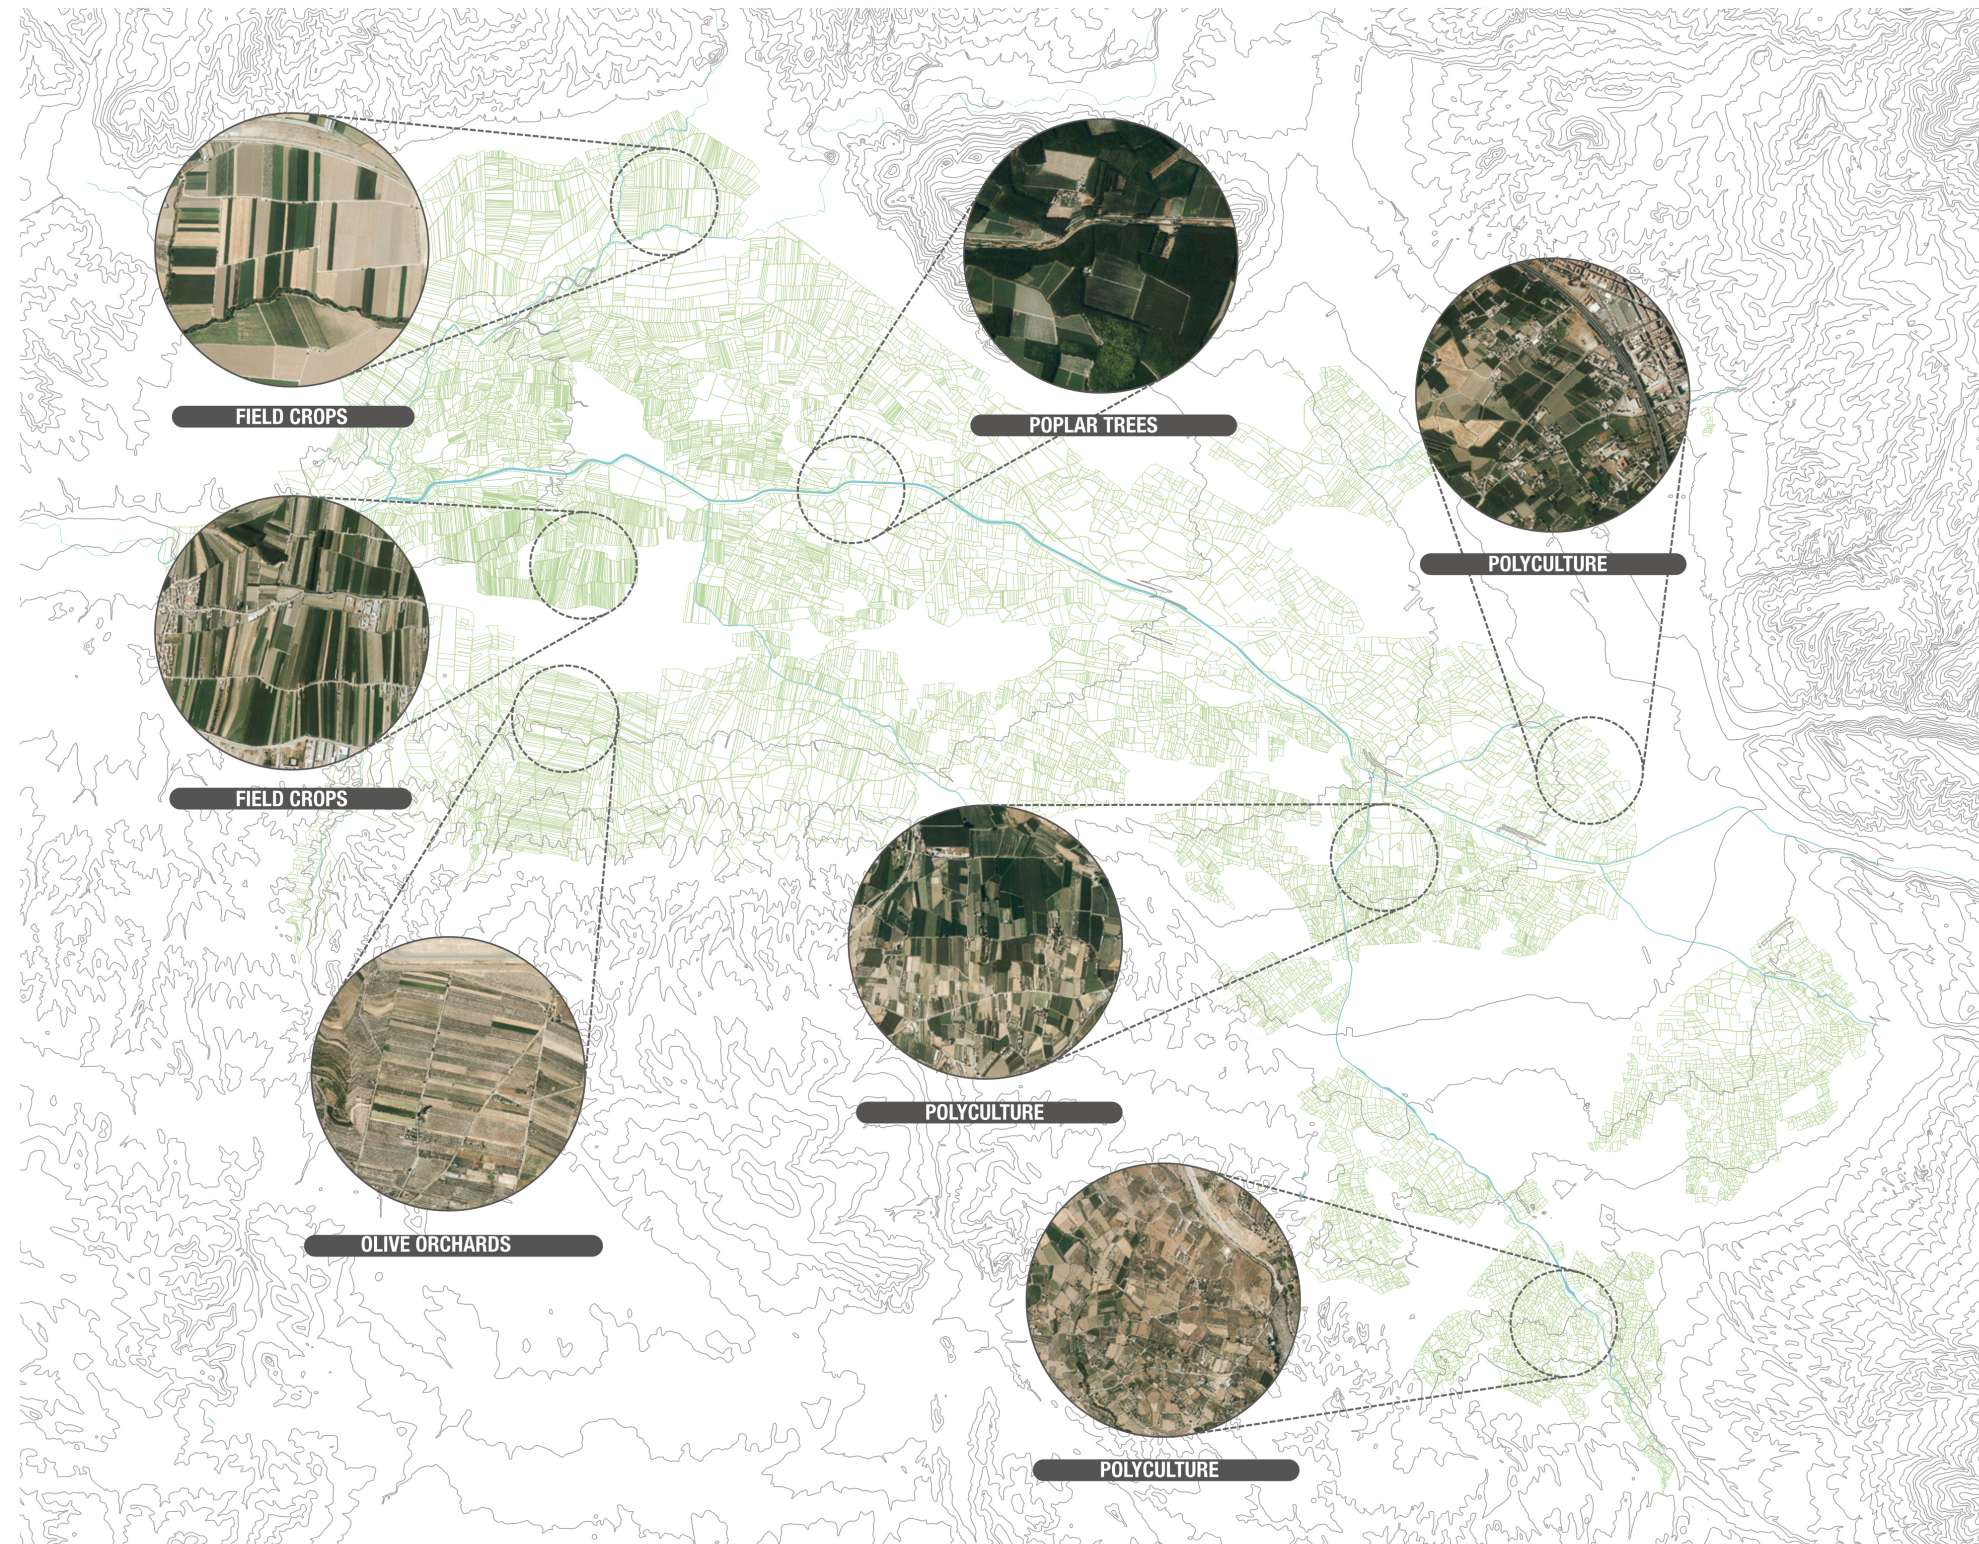 FIELD CROPS
POPLAR TREES
POLYCULTURE
FIELD CROPS
POLYCULTURE
OLIVE ORCHARDS
POLYCULTURE